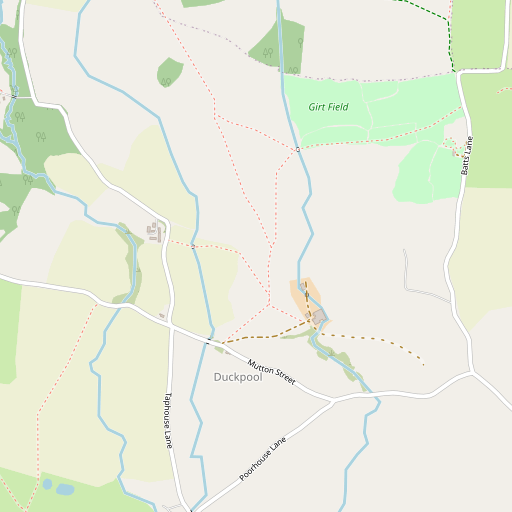 Girt Field
Batts Lane
Mutton Street
Duckpool
Taphouse Lane
Poorhouse Lane